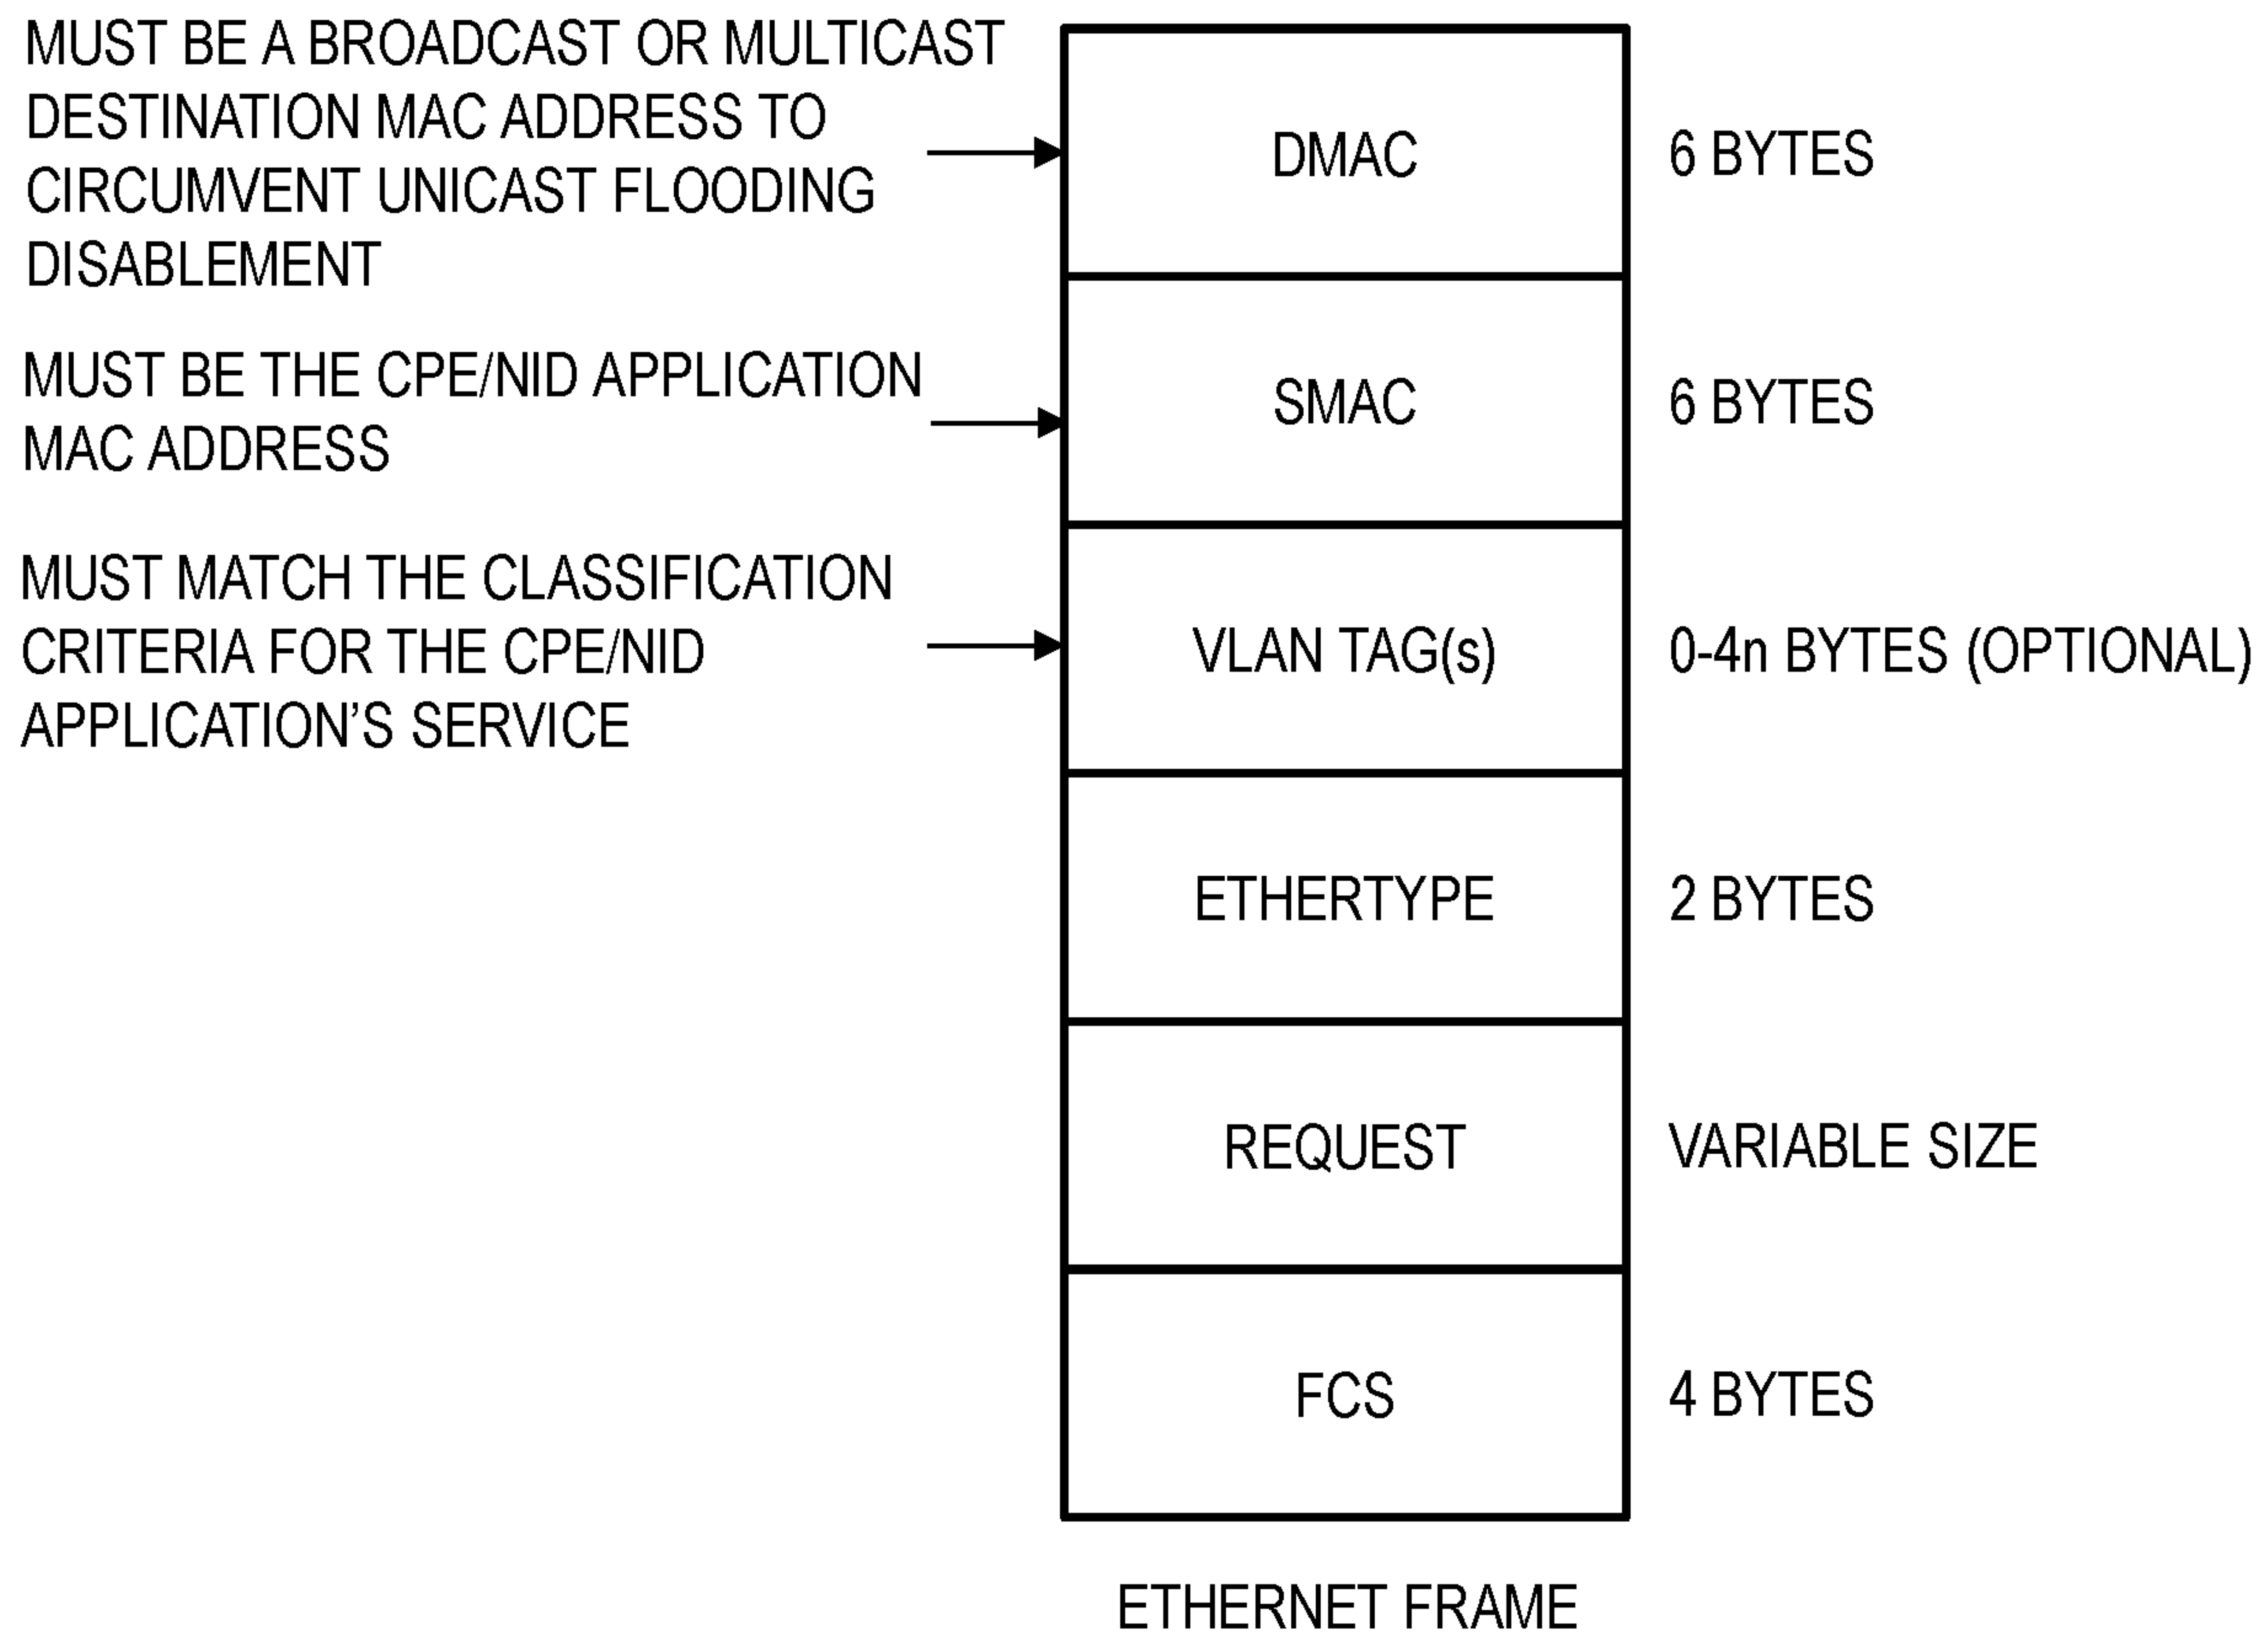 MUST BE A BROADCAST OR MULTICAST
DESTINATION MAC ADDRESS TO
CIRCUMVENT UNICAST FLOODING
DISABLEMENT
DMAC
6 BYTES
MUST BE THE CPE/NID APPLICATION
MAC ADDRESS
SMAC
6 BYTES
MUST MATCH THE CLASSIFICATION
CRITERIA FOR THE CPE/NID
APPLICATION’S SERVICE
VLAN TAG(s)
0-4n BYTES (OPTIONAL)
ETHERTYPE
2 BYTES
REQUEST
VARIABLE SIZE
FCS
4 BYTES
ETHERNET FRAME